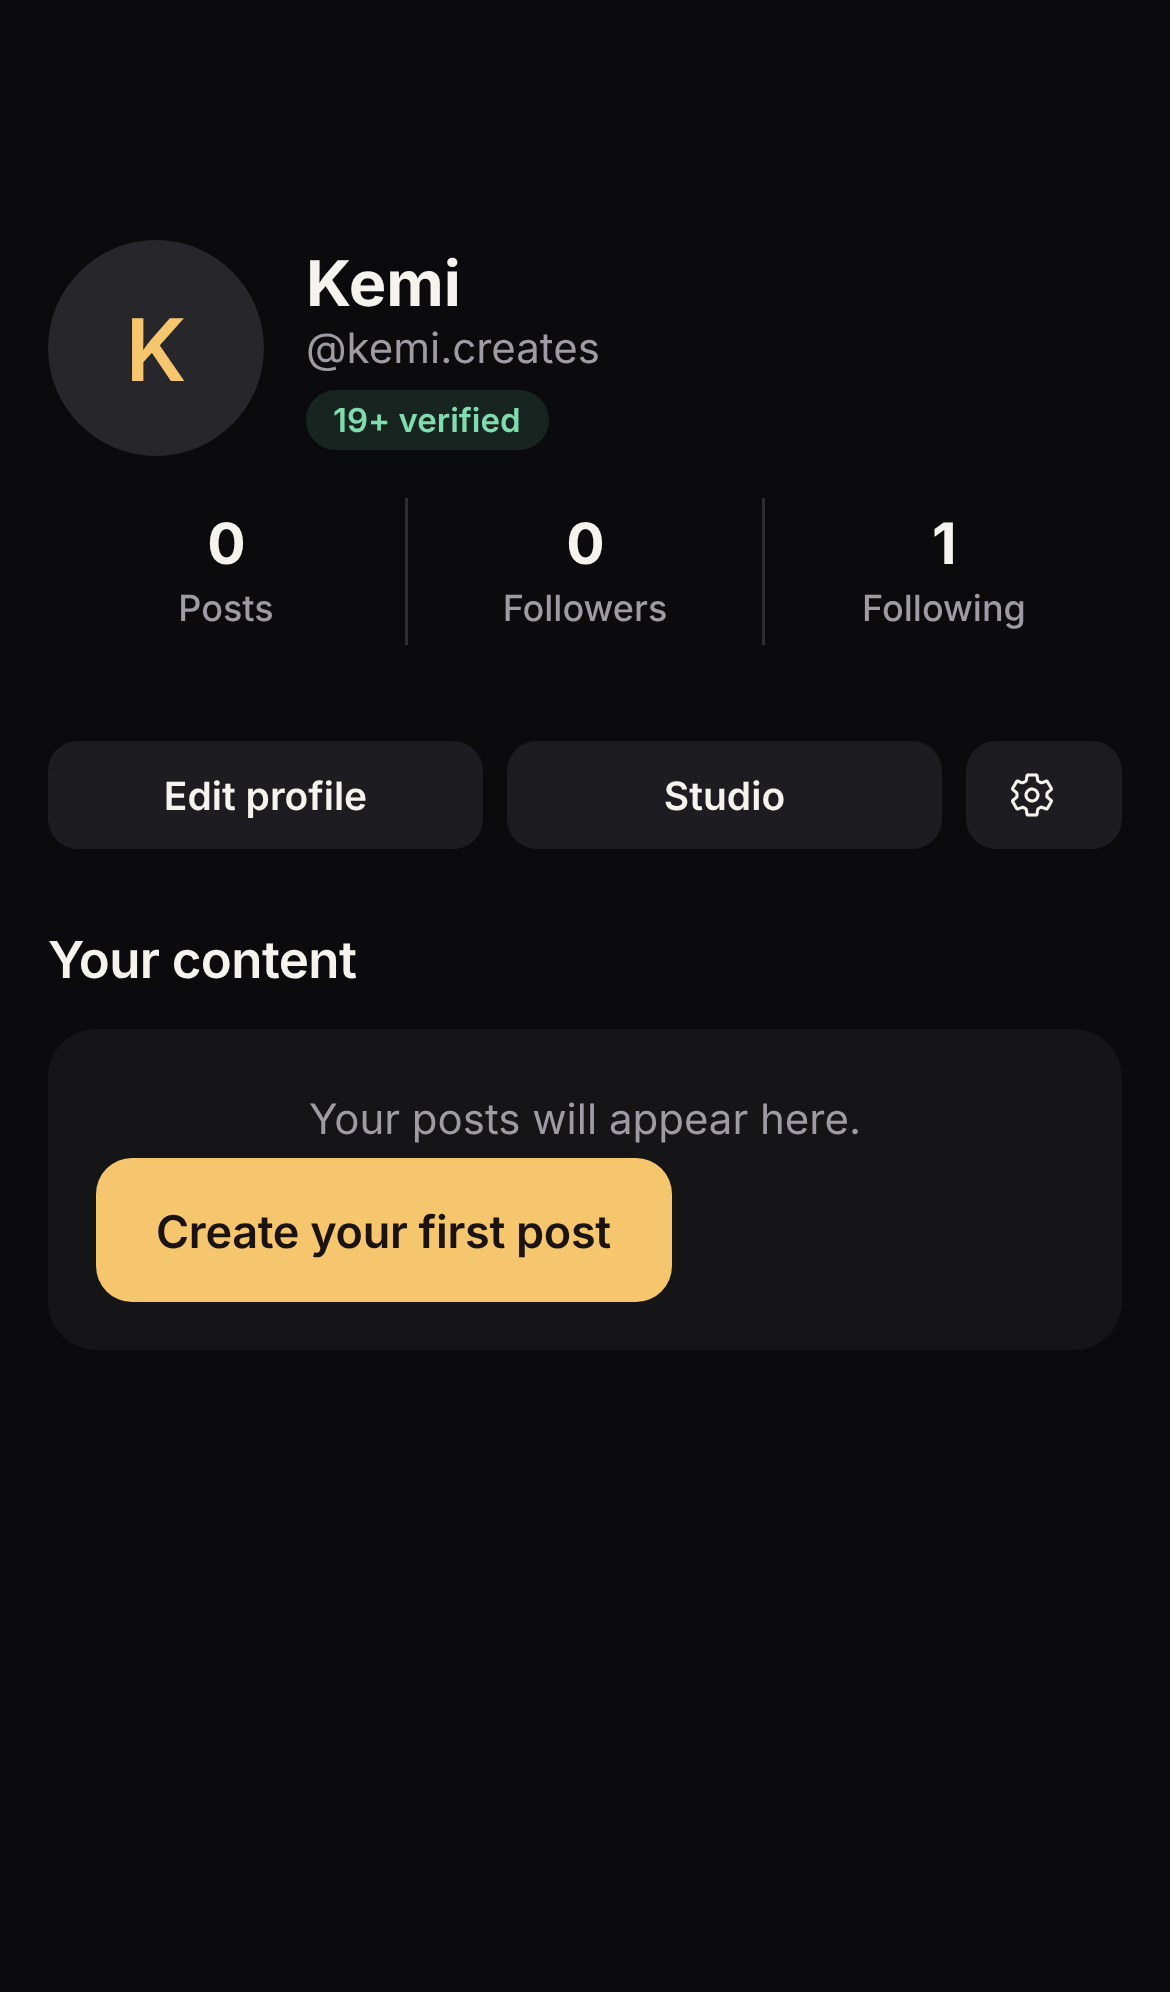 K
Kemi
@kemi.creates
19+ verified
0
Posts
0
Followers
1
Following
Edit profile
Studio
Your content
Your posts will appear here.
Create your first post